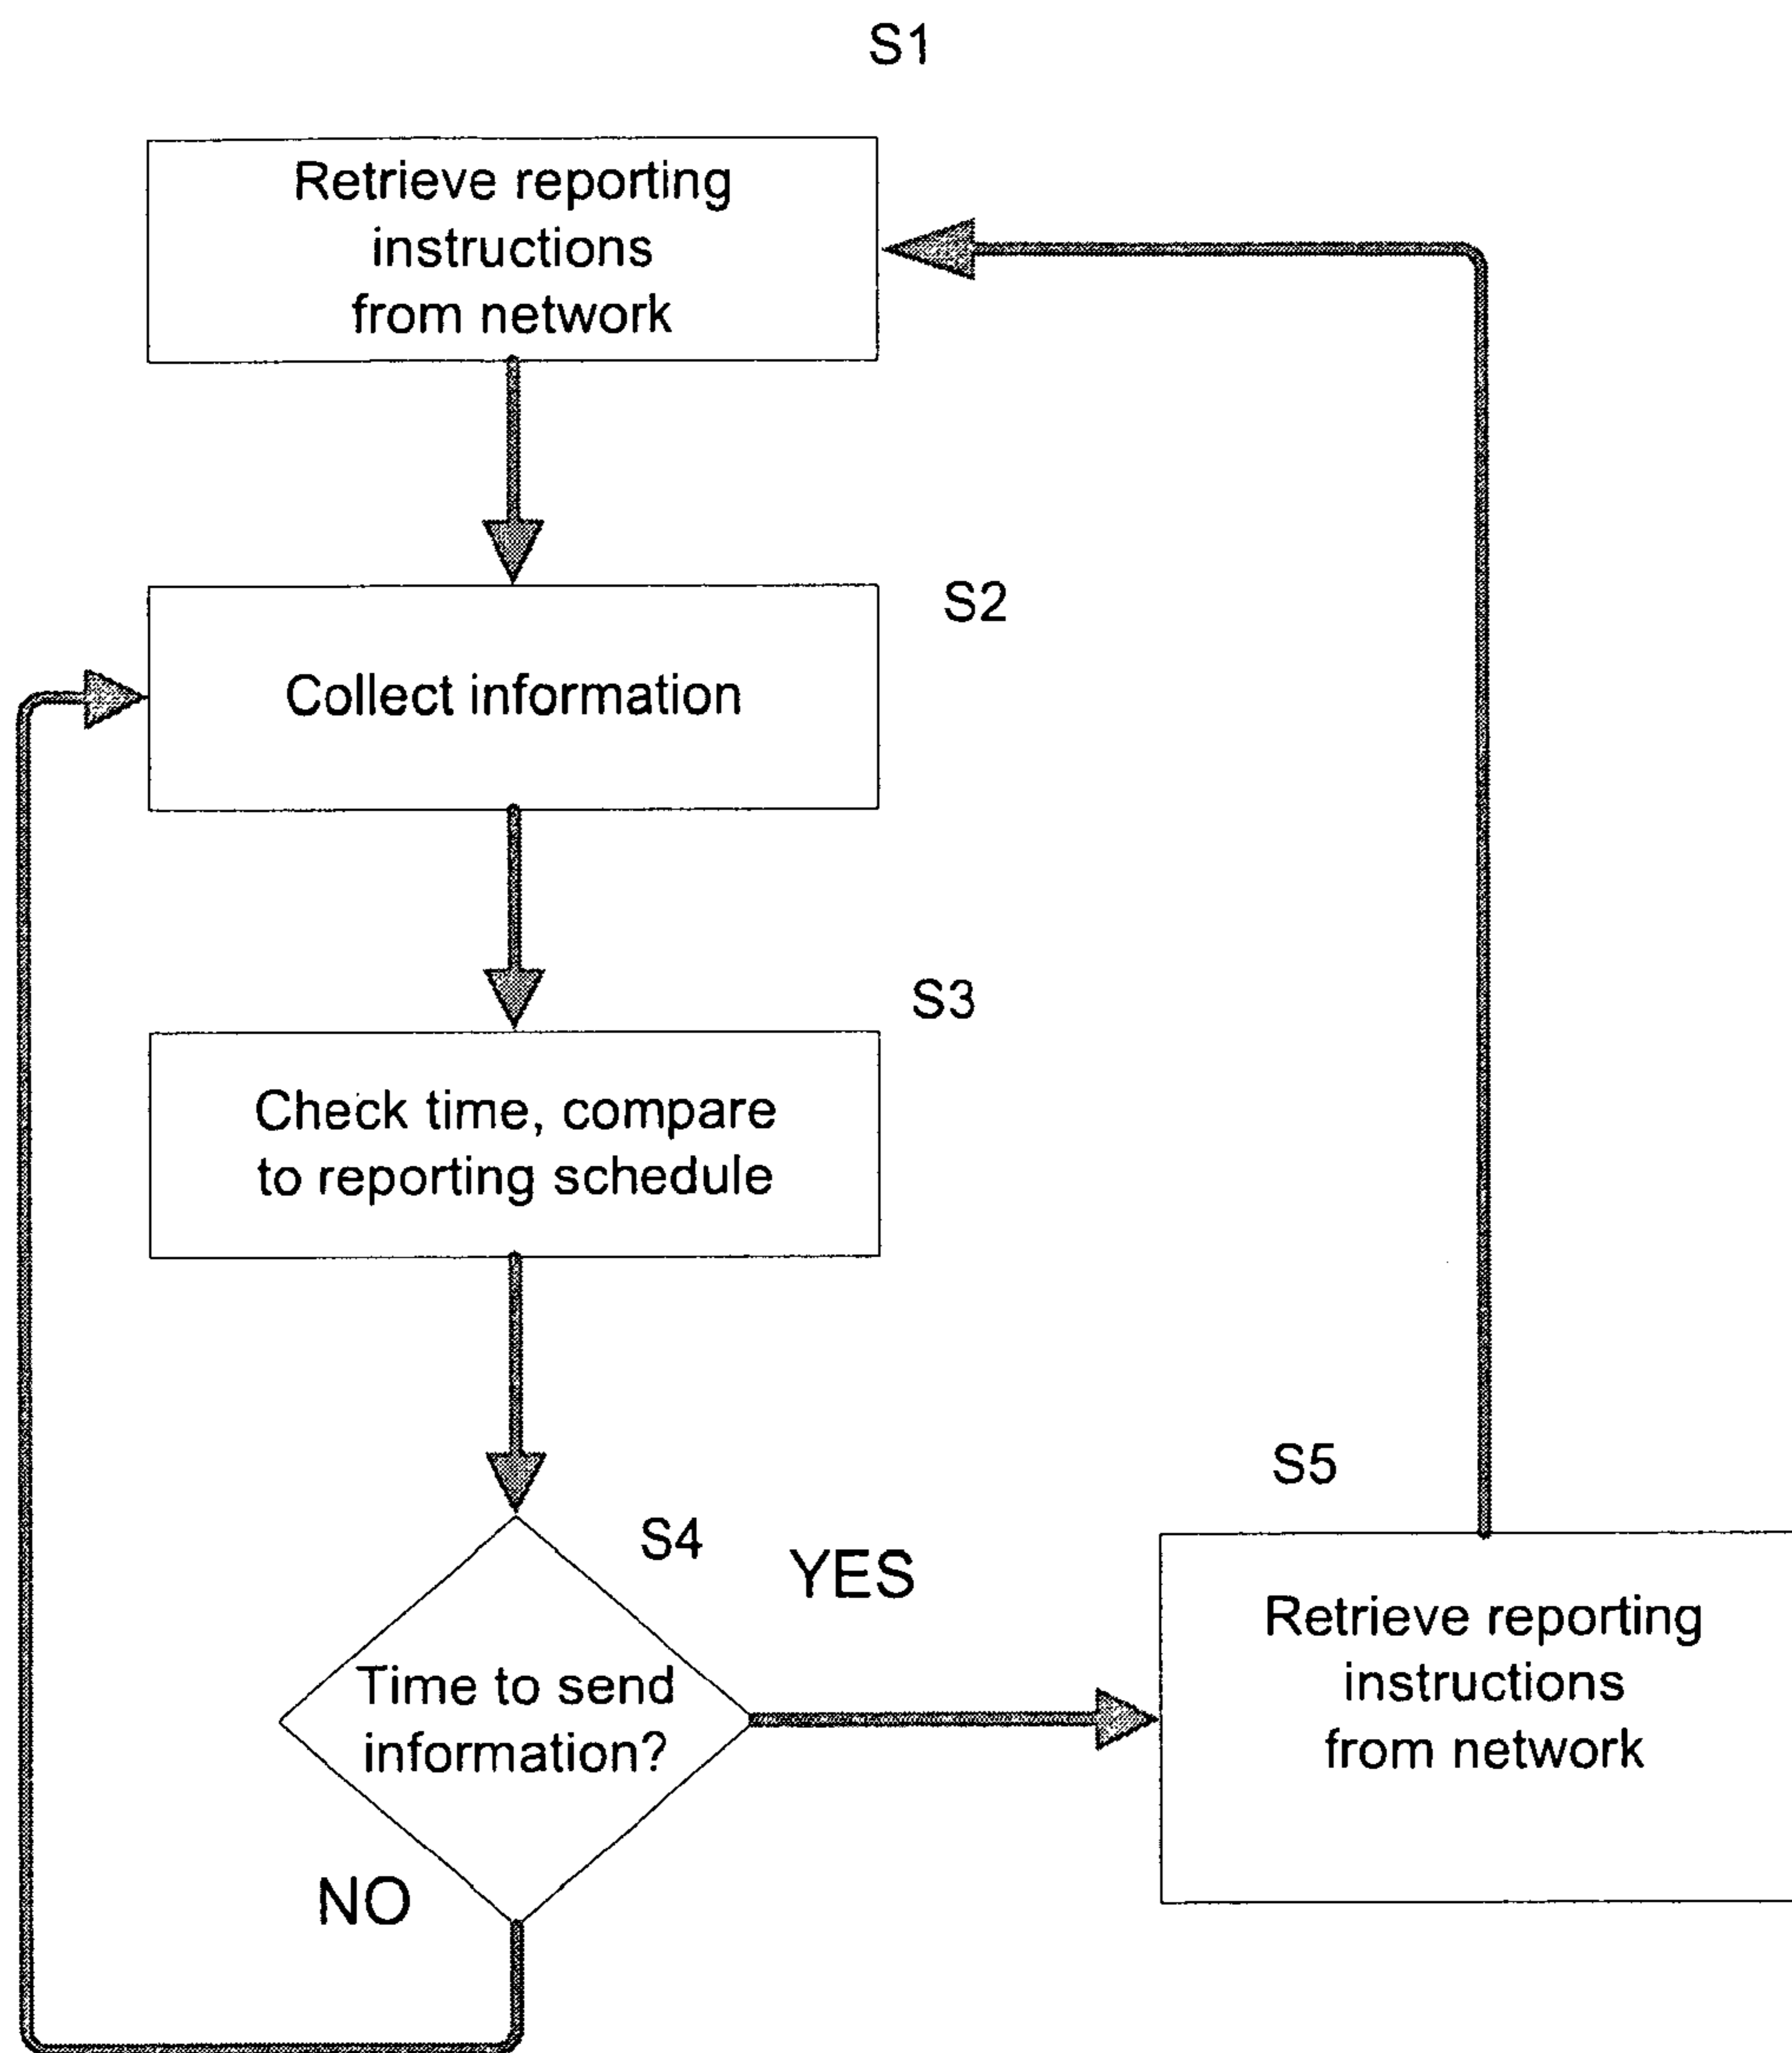 S1
Retrieve reporting
instructions
from network
S2
Collect information
S3
Check time, compare
to reporting schedule
S4
YES
Time to send
information?
NO
S5
Retrieve reporting
instructions
from network